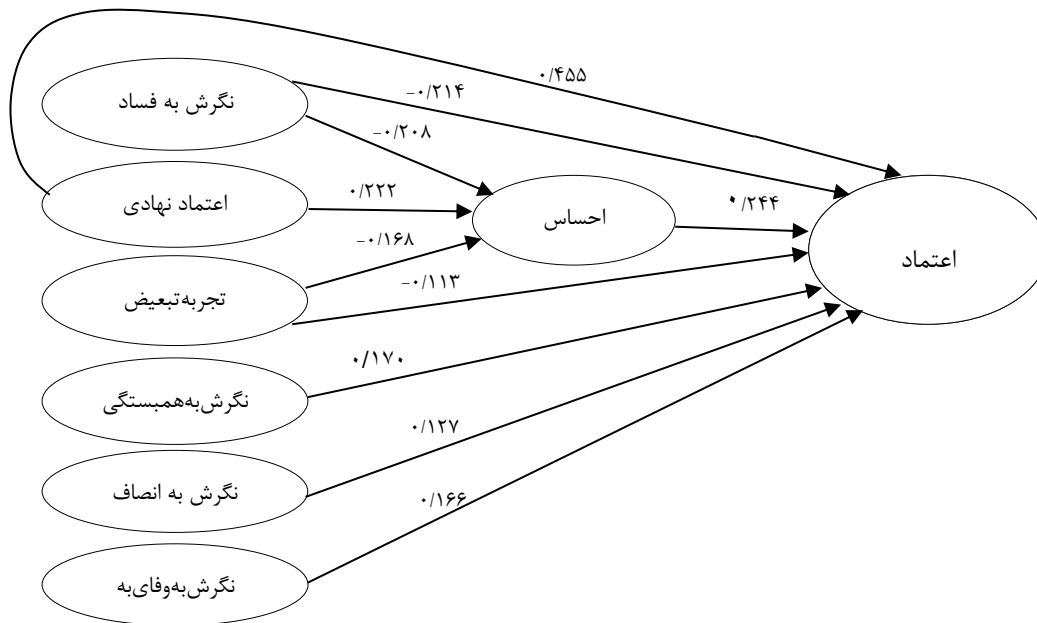 ۰/۴۵۵
نگرش به فساد
-۰/۲۱۴
-۰/۲۰۸
اعتماد نهادی
۰/۲۲۲
احساس
۰/۲۴۴
اعتماد
-۰/۱۶۸
تجربه‌تبعیض
-۰/۱۱۳
۰/۱۷۰
نگرش‌به‌همبستگی
۰/۱۲۷
نگرش به انصاف
۰/۱۶۶
نگرش‌به‌وفای‌به